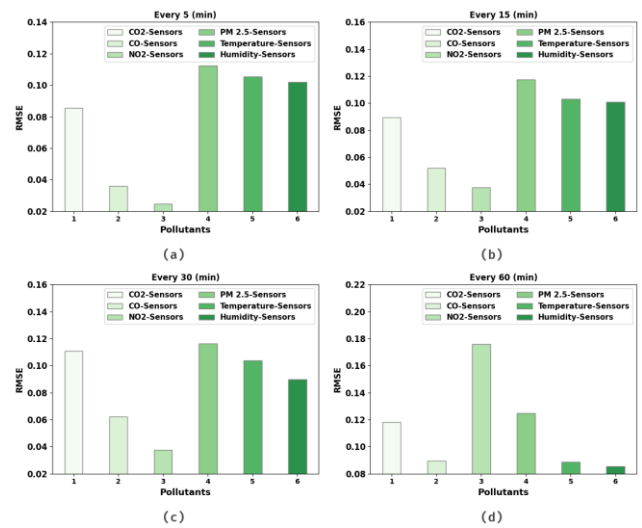 Every 5 (min)
0.14
0.12
0.10
0.08
0.06
0.04
0.02
RMSE
CO2-Sensors
CO-Sensors
NO2-Sensors
PM 2.5-Sensors
Temperature-Sensors
Humidity-Sensors
1 2 3 4 5 6
Pollutants
(a)
Every 15 (min)
0.16
0.14
0.12
0.10
0.08
0.06
0.04
0.02
RMSE
CO2-Sensors
CO-Sensors
NO2-Sensors
PM 2.5-Sensors
Temperature-Sensors
Humidity-Sensors
1 2 3 4 5 6
Pollutants
(b)
Every 30 (min)
0.16
0.14
0.12
0.10
0.08
0.06
0.04
0.02
RMSE
CO2-Sensors
CO-Sensors
NO2-Sensors
PM 2.5-Sensors
Temperature-Sensors
Humidity-Sensors
1 2 3 4 5 6
Pollutants
(c)
Every 60 (min)
0.22
0.20
0.18
0.16
0.14
0.12
0.10
0.08
RMSE
CO2-Sensors
CO-Sensors
NO2-Sensors
PM 2.5-Sensors
Temperature-Sensors
Humidity-Sensors
1 2 3 4 5 6
Pollutants
(d)